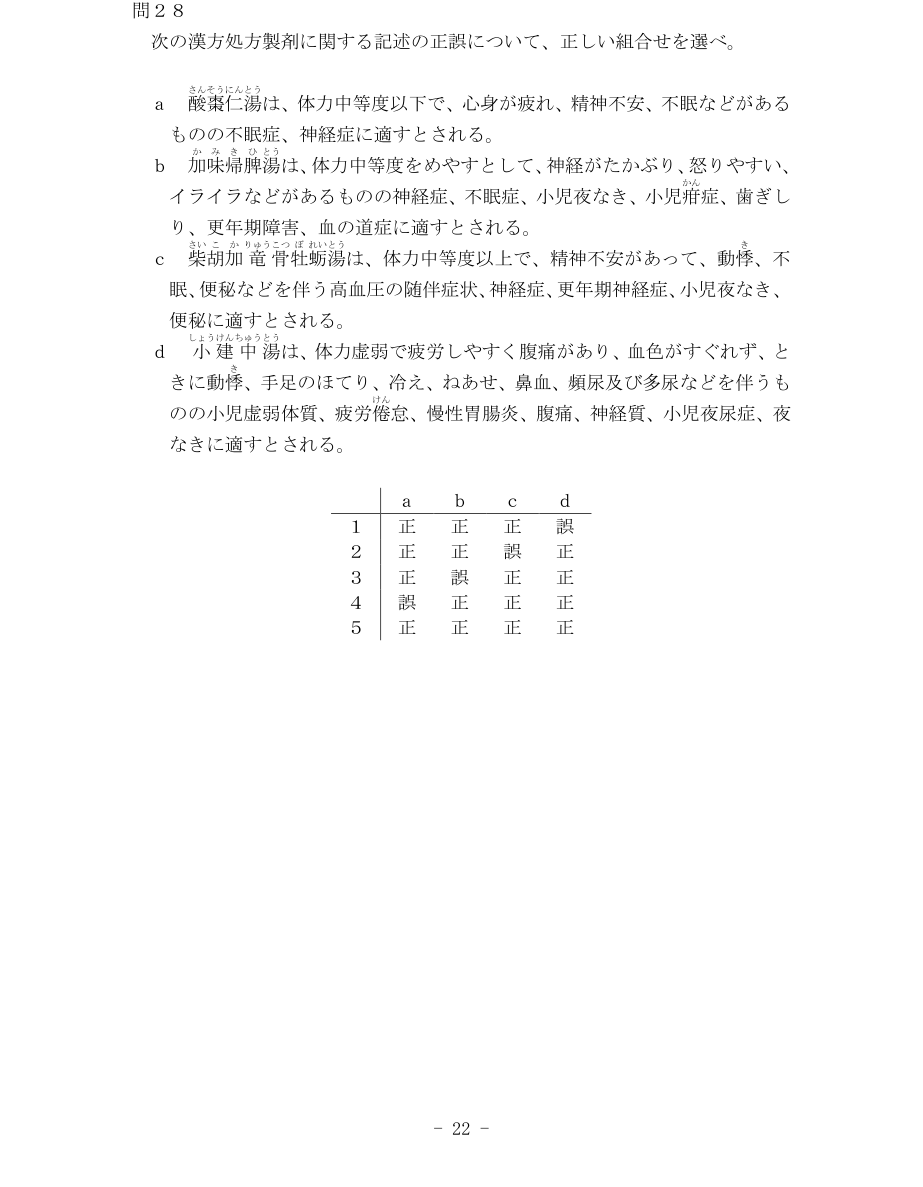 問２８
次の漢方処方製剤に関する記述の正誤について、正しい組合せを選べ。
さんそうにんとう
ａ　酸棗仁湯は、体力中等度以下で、心身が疲れ、精神不安、不眠などがある
ものの不眠症、神経症に適すとされる。
か み き ひ とう
ｂ　加味帰脾湯は、体力中等度をめやすとして、神経がたかぶり、怒りやすい、
かん
イライラなどがあるものの神経症、不眠症、小児夜なき、小児疳症、歯ぎし
り、更年期障害、血の道症に適すとされる。
さい こ か りゅうこつ ぼ れいとう　き
ｃ　柴胡加竜骨牡蛎湯は、体力中等度以上で、精神不安があって、動悸、不
眠、便秘などを伴う高血圧の随伴症状、神経症、更年期神経症、小児夜なき、
便秘に適すとされる。
しょうけんちゅうとう
ｄ　小建中湯は、体力虚弱で疲労しやすく腹痛があり、血色がすぐれず、と
き
きに動悸、手足のほてり、冷え、ねあせ、鼻血、頻尿及び多尿などを伴うも
けん
のの小児虚弱体質、疲労倦怠、慢性胃腸炎、腹痛、神経質、小児夜尿症、夜
なきに適すとされる。
ａ ｂ ｃ ｄ
１ 正 正 正 誤
２ 正 正 誤 正
３ 正 誤 正 正
４ 誤 正 正 正
５ 正 正 正 正
- 22 -